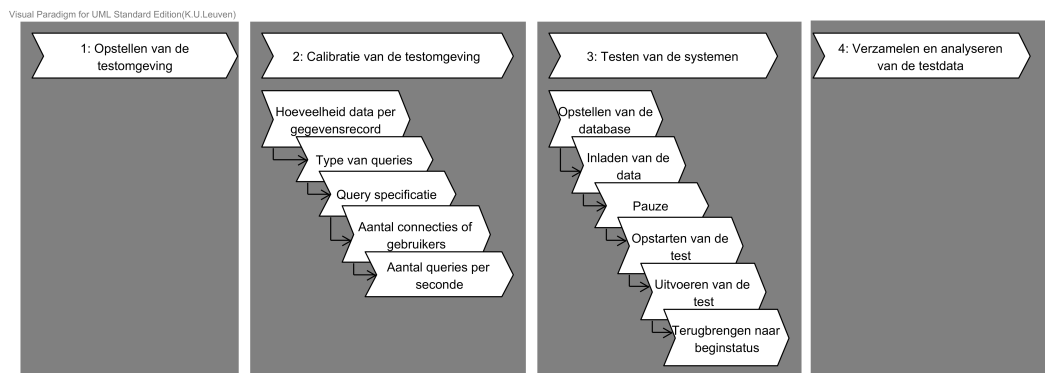 Visual Paradigm for UML Standard Edition(K.U.Leuven)
1: Opstellen van de
testomgeving
2: Calibratie van de testomgeving
Hoeveelheid data per
gegevensrecord
Type van queries
Query specificatie
Aantal connecties of
gebruikers
Aantal queries per
seconde
3: Testen van de systemen
Opstellen van de
database
Inladen van de
data
Pauze
Opstarten van de
test
Uitvoeren van de
test
Terugbrengen naar
beginstatus
4: Verzamelen en analyseren
van de testdata